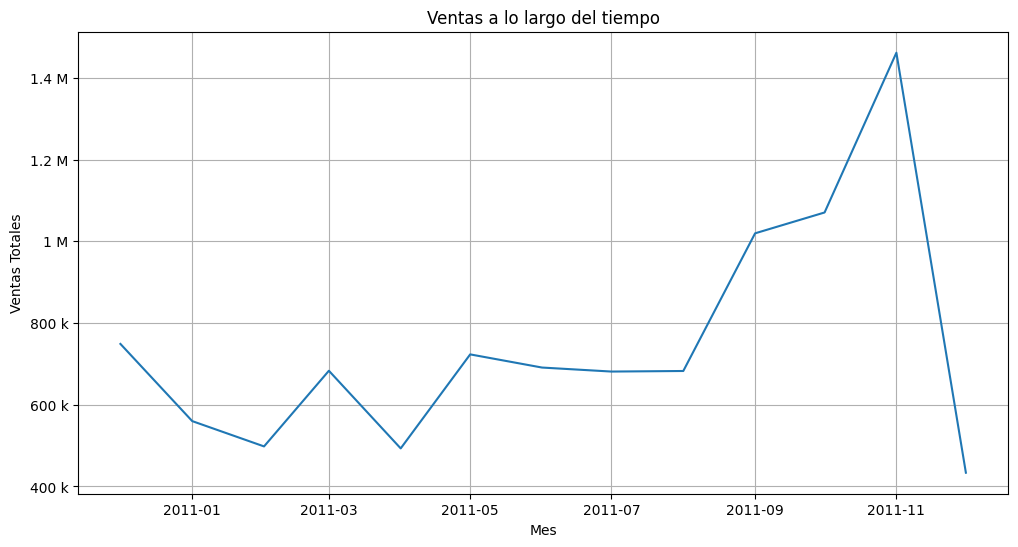 Ventas a lo largo del tiempo
Ventas Totales
1.4 M
1.2 M
1 M
800 k
600 k
400 k
2011-01 2011-03 2011-05 2011-07 2011-09 2011-11
Mes